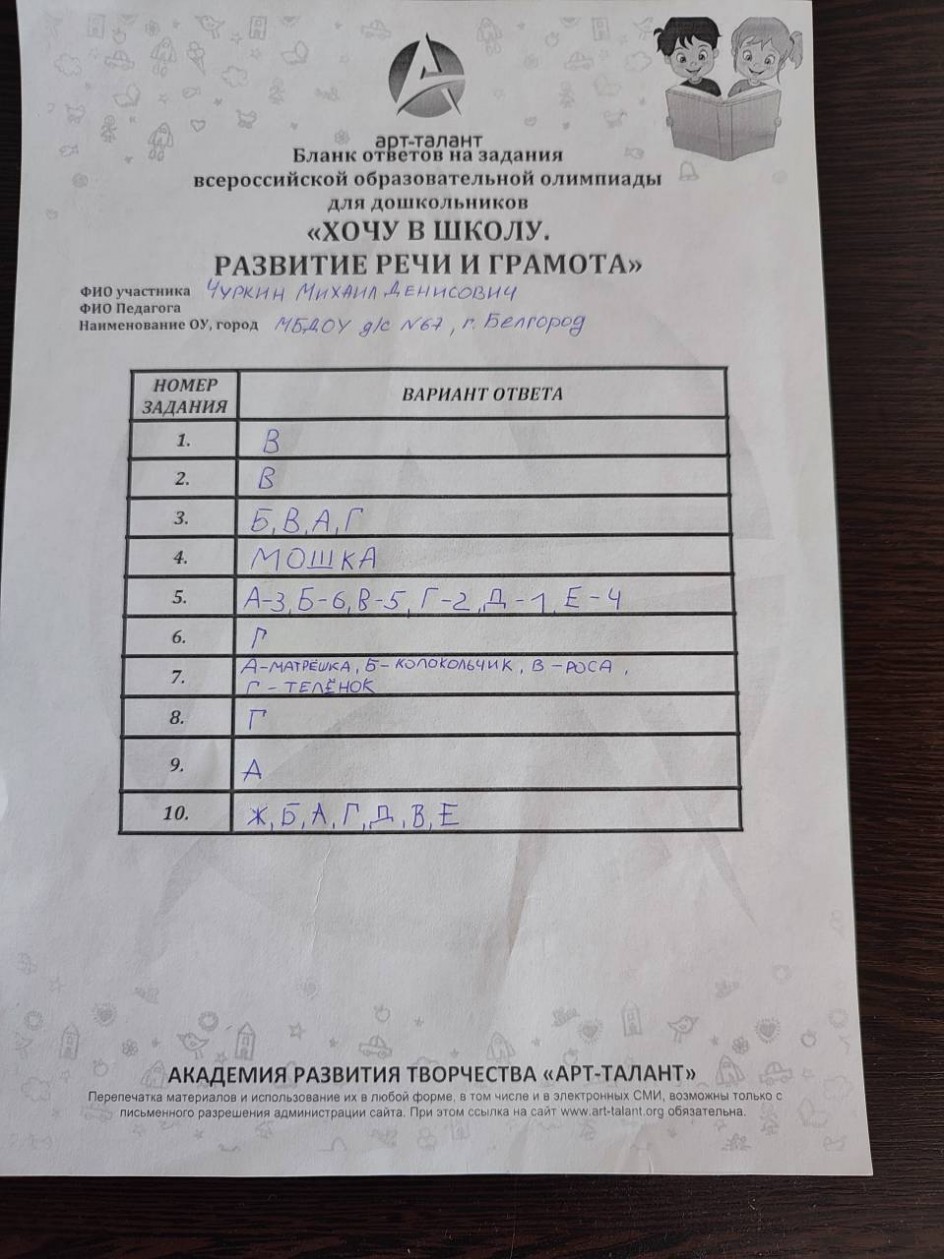 арт-талант
Бланк ответов на задания
всероссийской образовательной олимпиады
для дошкольников
«ХОЧУ В ШКОЛУ.
РАЗВИТИЕ РЕЧИ И ГРАМОТА»
ФИО участника Чуркин Михаил Денисович
ФИО Педагога
Наименование ОУ, город МБДОУ д/с №67, г. Белгород
НОМЕР ЗАДАНИЯ ВАРИАНТ ОТВЕТА
1. В
2. В
3. Б, В, А, Г
4. МОШКА
5. А-3, Б-6, В-5, Г-2, Д-1, Е-4
6. Г
7. А-МАТРЁШКА, Б-КОЛОКОЛЬЧИК, В-РОСА,
Г-ТЕЛЁНОК
8. Г
9. А
10. Ж, Б, А, Г, Д, В, Е
АКАДЕМИЯ РАЗВИТИЯ ТВОРЧЕСТВА «АРТ-ТАЛАНТ»
Перепечатка материалов и использование их в любой форме, в том числе и в электронных СМИ, возможны только с
письменного разрешения администрации сайта. При этом ссылка на сайт www.art-talant.org обязательна.